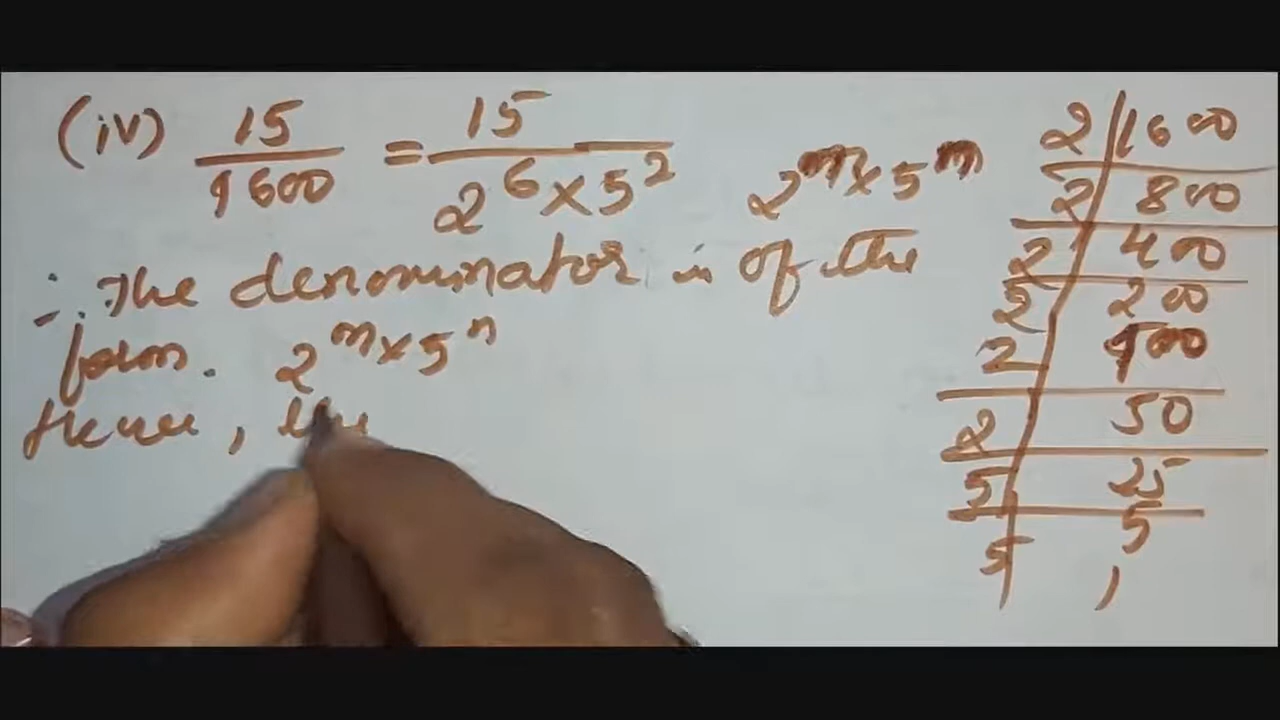 (iv) 15/1600 = 15/2⁶×5²
2ᵐ×5ⁿ
∴ The denominator is of the
form. 2ᵐ×5ⁿ
Hence, the
2 | 1600
2 | 800
2 | 400
2 | 200
2 | 100
2 | 50
5 | 25
5 | 5
1